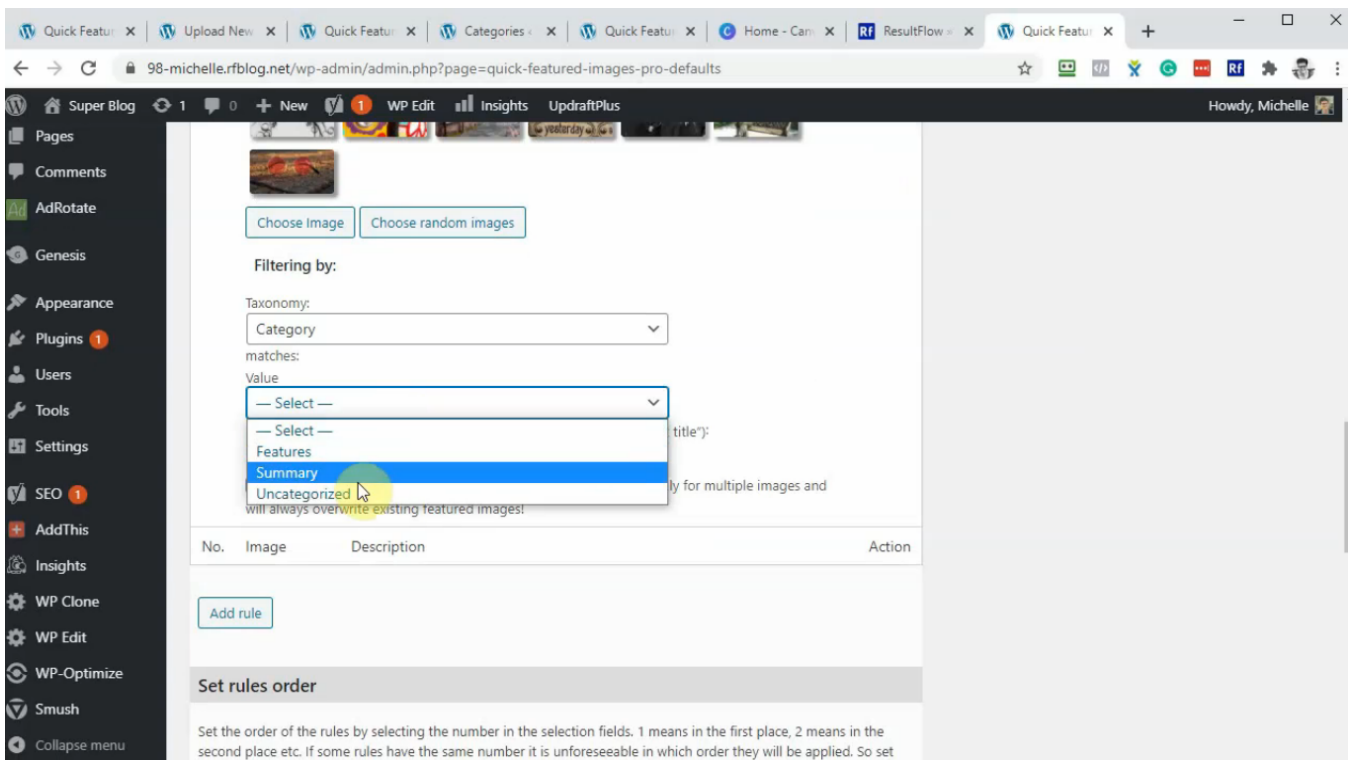 Quick Featur
Upload New
Quick Featur
Categories
Quick Featu
Home - Can
Rf ResultFlow
Quick Featu
98-michelle.rfblog.net/wp-admin/admin.php?page=quick-featured-images-pro-defaults
Rf
Super Blog 1 0 + New 1 WP Edit Insights UpdraftPlus Howdy, Michelle
Pages
Comments
Ad AdRotate
Genesis
Appearance
Plugins 1
Users
Tools
Settings
SEO 1
AddThis
Insights
WP Clone
WP Edit
WP-Optimize
Smush
Collapse menu
yesterday
Choose Image Choose random images
Filtering by:
Taxonomy:
Category
matches:
Value
— Select —
— Select —
title"):
Features
Summary
Uncategorized
ly for multiple images and
will always overwrite existing featured images!
No. Image Description Action
Add rule
Set rules order
Set the order of the rules by selecting the number in the selection fields. 1 means in the first place, 2 means in the
second place etc. If some rules have the same number it is unforeseeable in which order they will be applied. So set